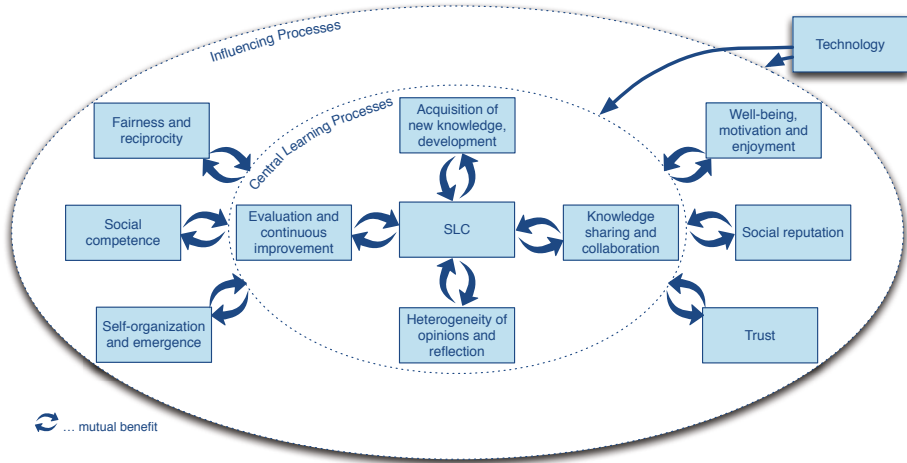 Influencing Processes
Technology
Central Learning Processes
Fairness and
reciprocity
Acquisition of
new knowledge,
development
Well-being,
motivation and
enjoyment
Social
competence
Evaluation and
continuous
improvement
SLC
Knowledge
sharing and
collaboration
Social reputation
Self-organization
and emergence
Heterogeneity of
opinions and
reflection
Trust
... mutual benefit